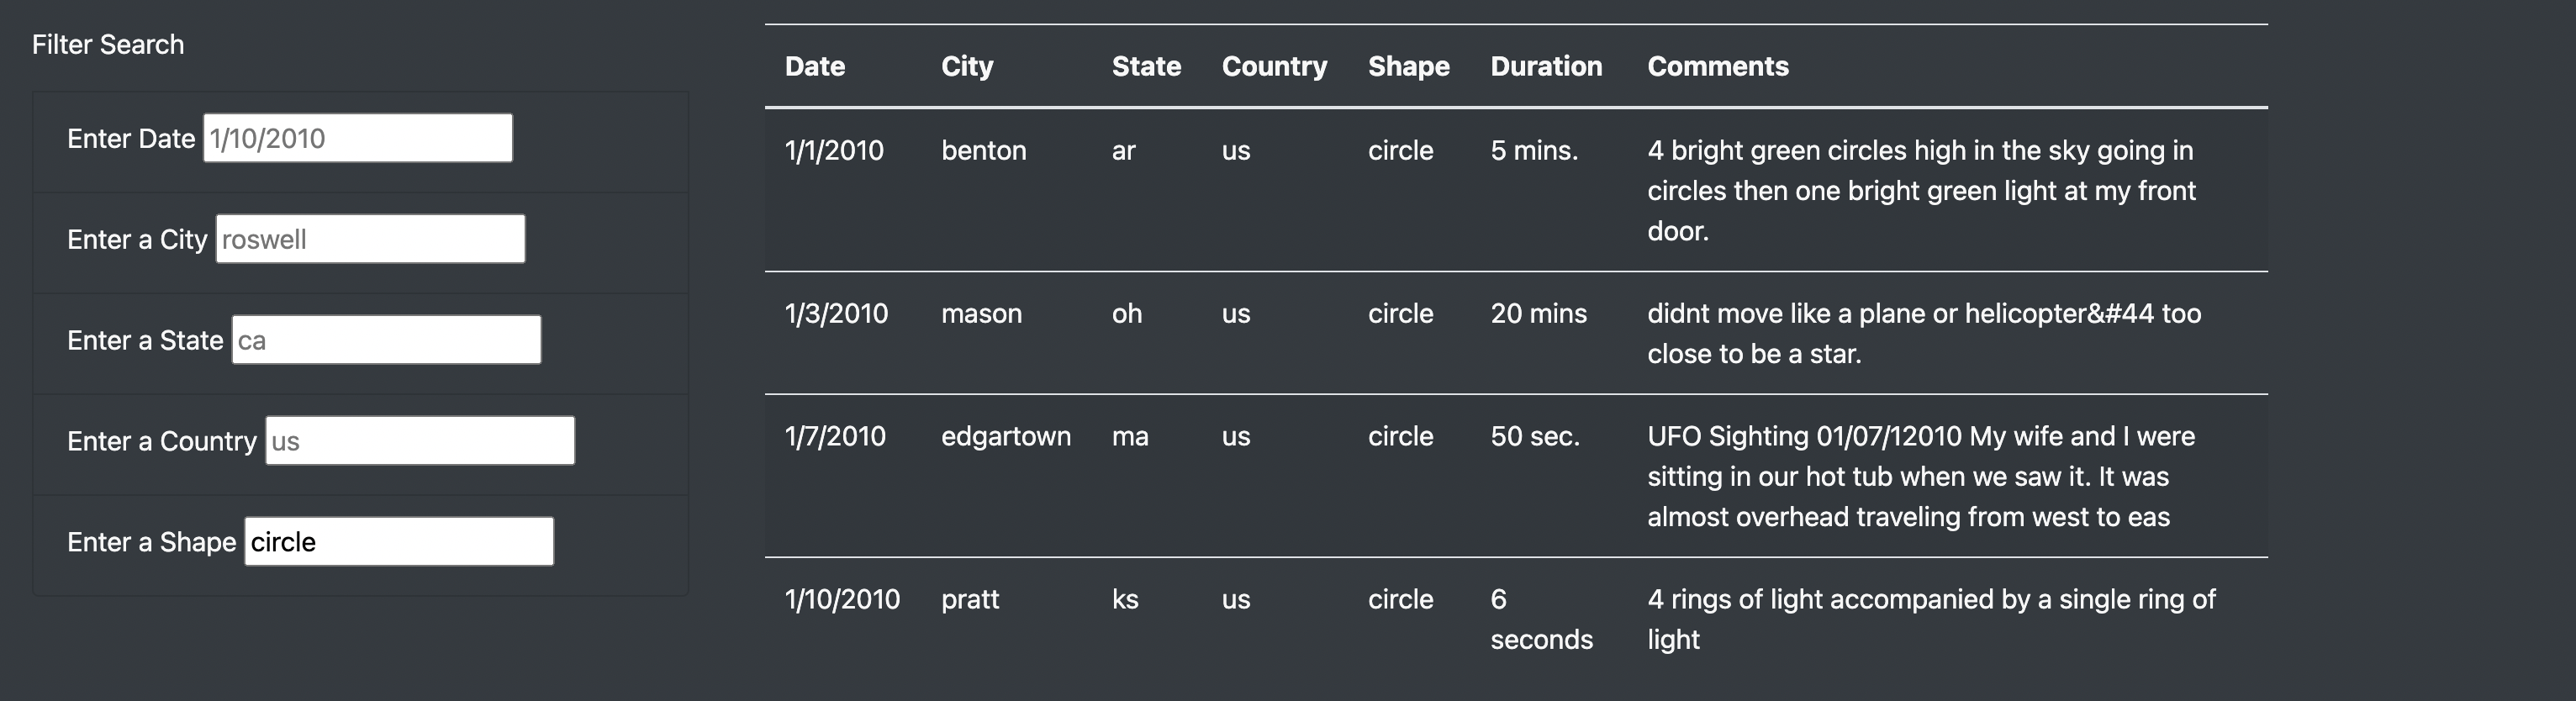 Filter Search
Enter Date 1/10/2010
Enter a City roswell
Enter a State ca
Enter a Country us
Enter a Shape circle
Date City State Country Shape Duration Comments
1/1/2010 benton ar us circle 5 mins. 4 bright green circles high in the sky going in
circles then one bright green light at my front
door.
1/3/2010 mason oh us circle 20 mins didnt move like a plane or helicopter&#44 too
close to be a star.
1/7/2010 edgartown ma us circle 50 sec. UFO Sighting 01/07/12010 My wife and I were
sitting in our hot tub when we saw it. It was
almost overhead traveling from west to eas
1/10/2010 pratt ks us circle 6 4 rings of light accompanied by a single ring of
seconds light